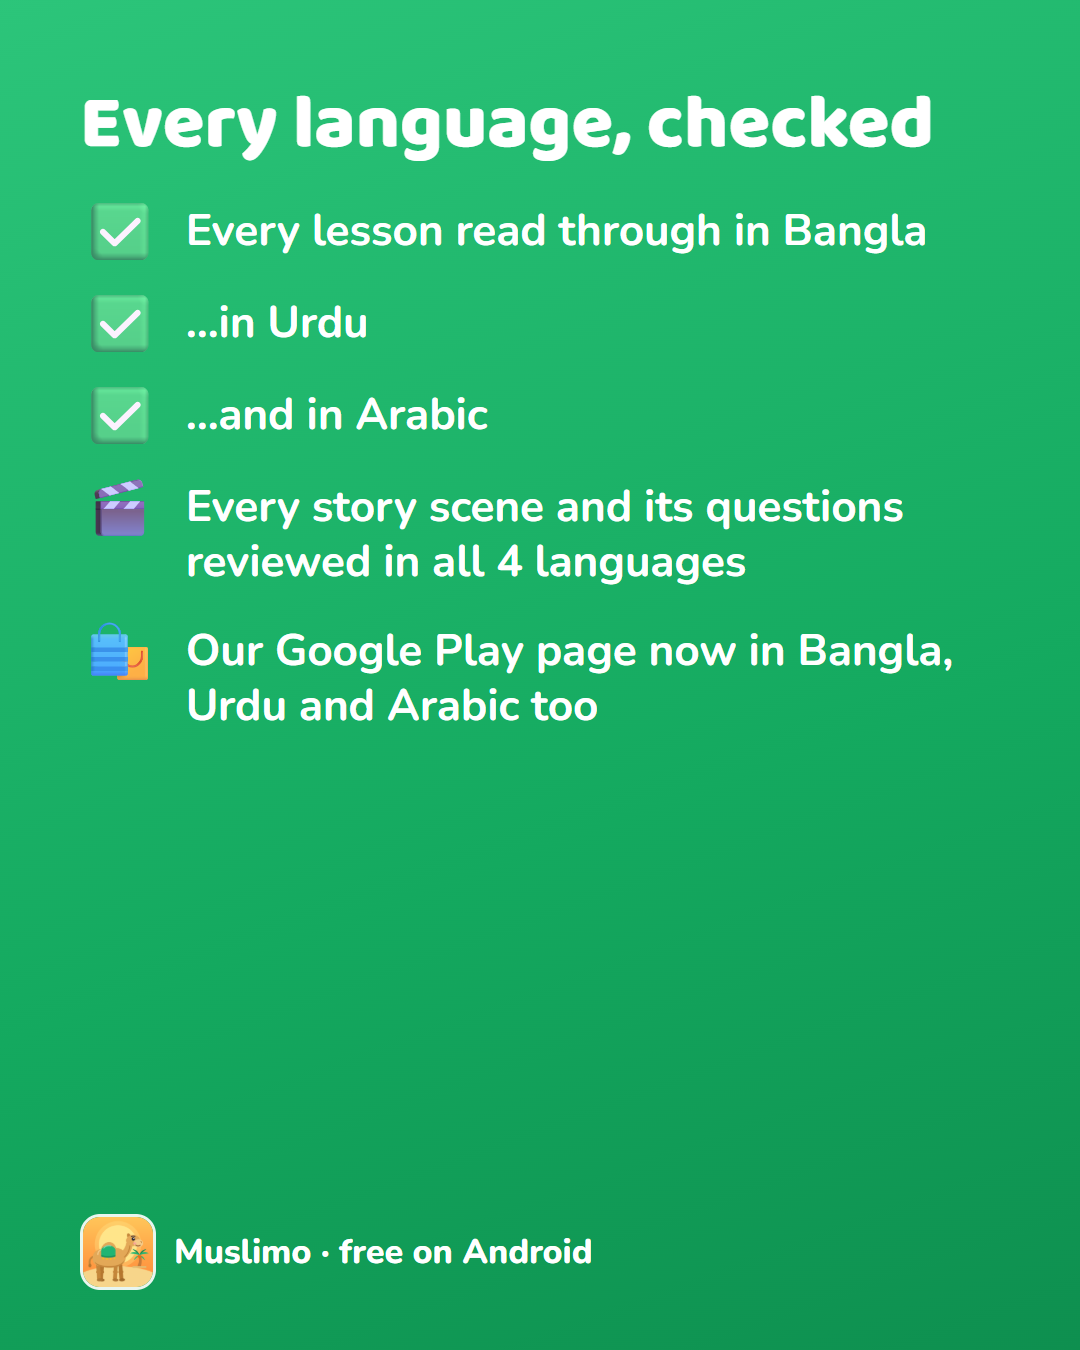 Every language, checked
Every lesson read through in Bangla
...in Urdu
...and in Arabic
Every story scene and its questions
reviewed in all 4 languages
Our Google Play page now in Bangla,
Urdu and Arabic too
Muslimo · free on Android